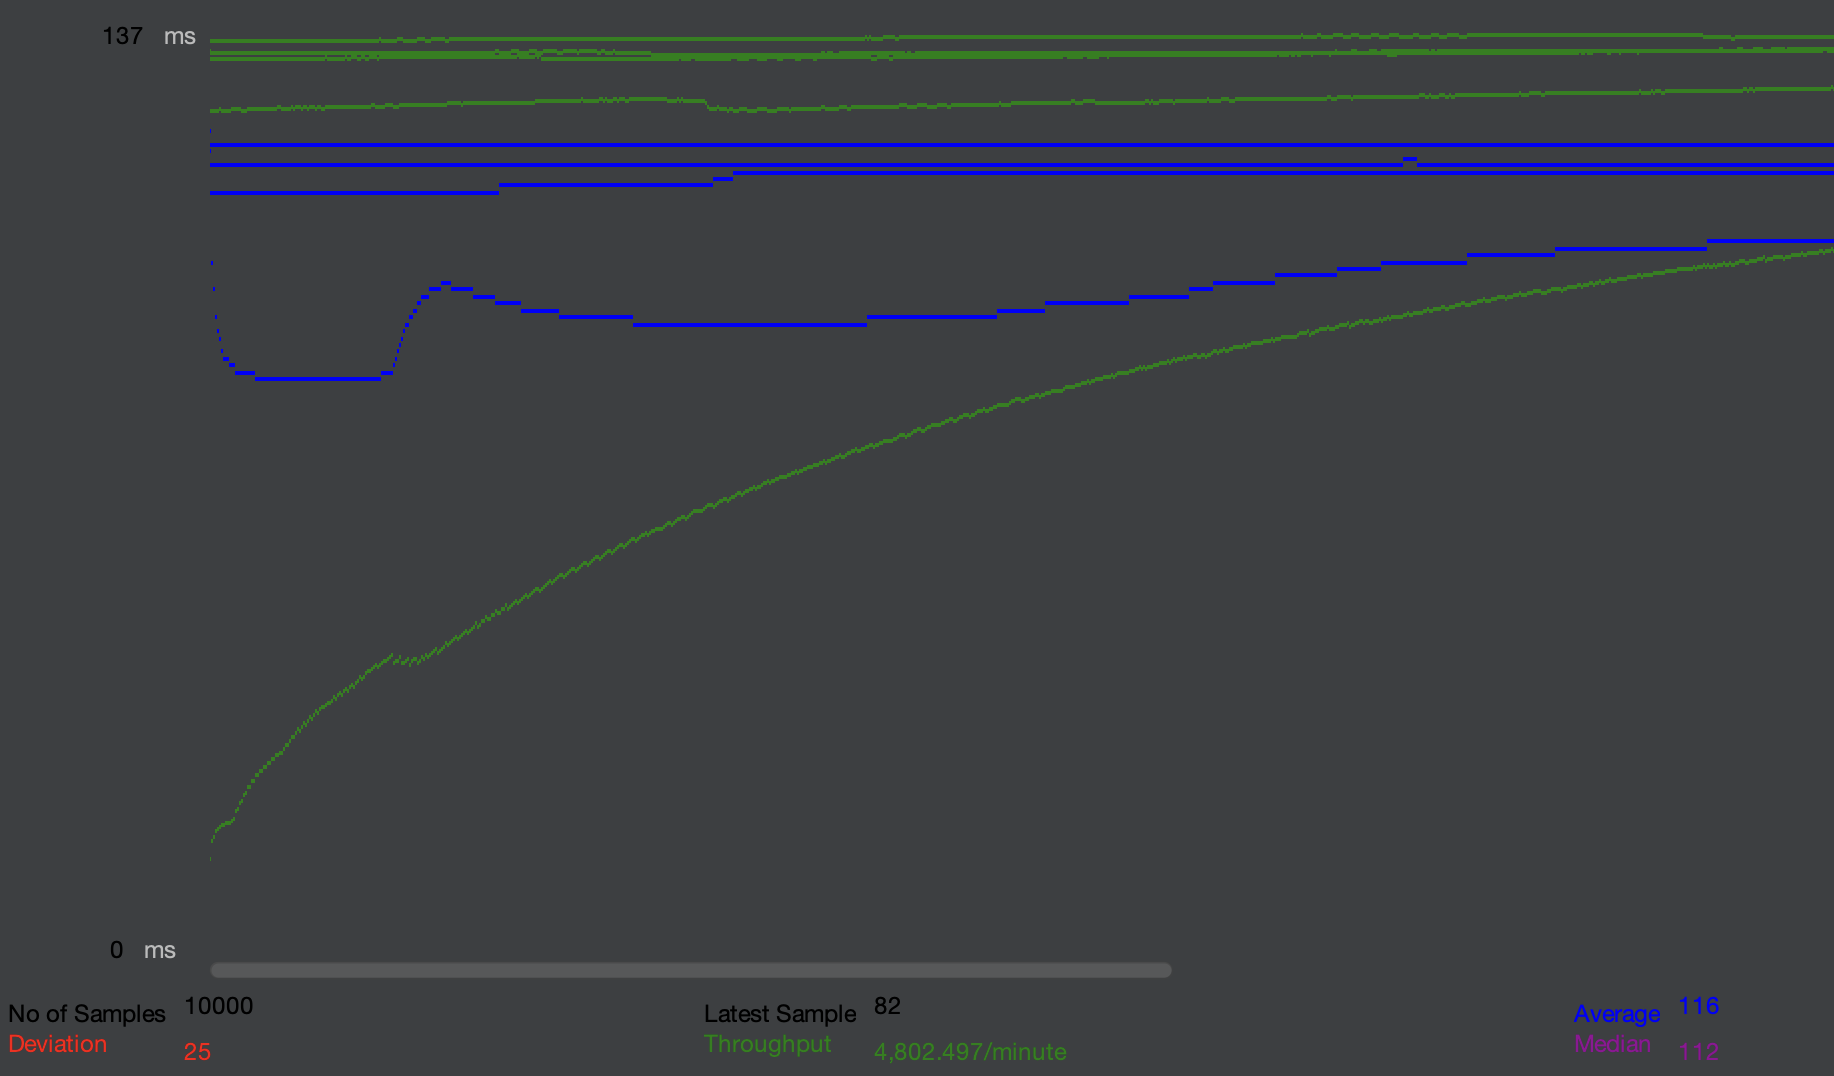 137 ms
0 ms
No of Samples 10000 Latest Sample 82 Average 116
Deviation 25 Throughput 4,802.497/minute Median 112